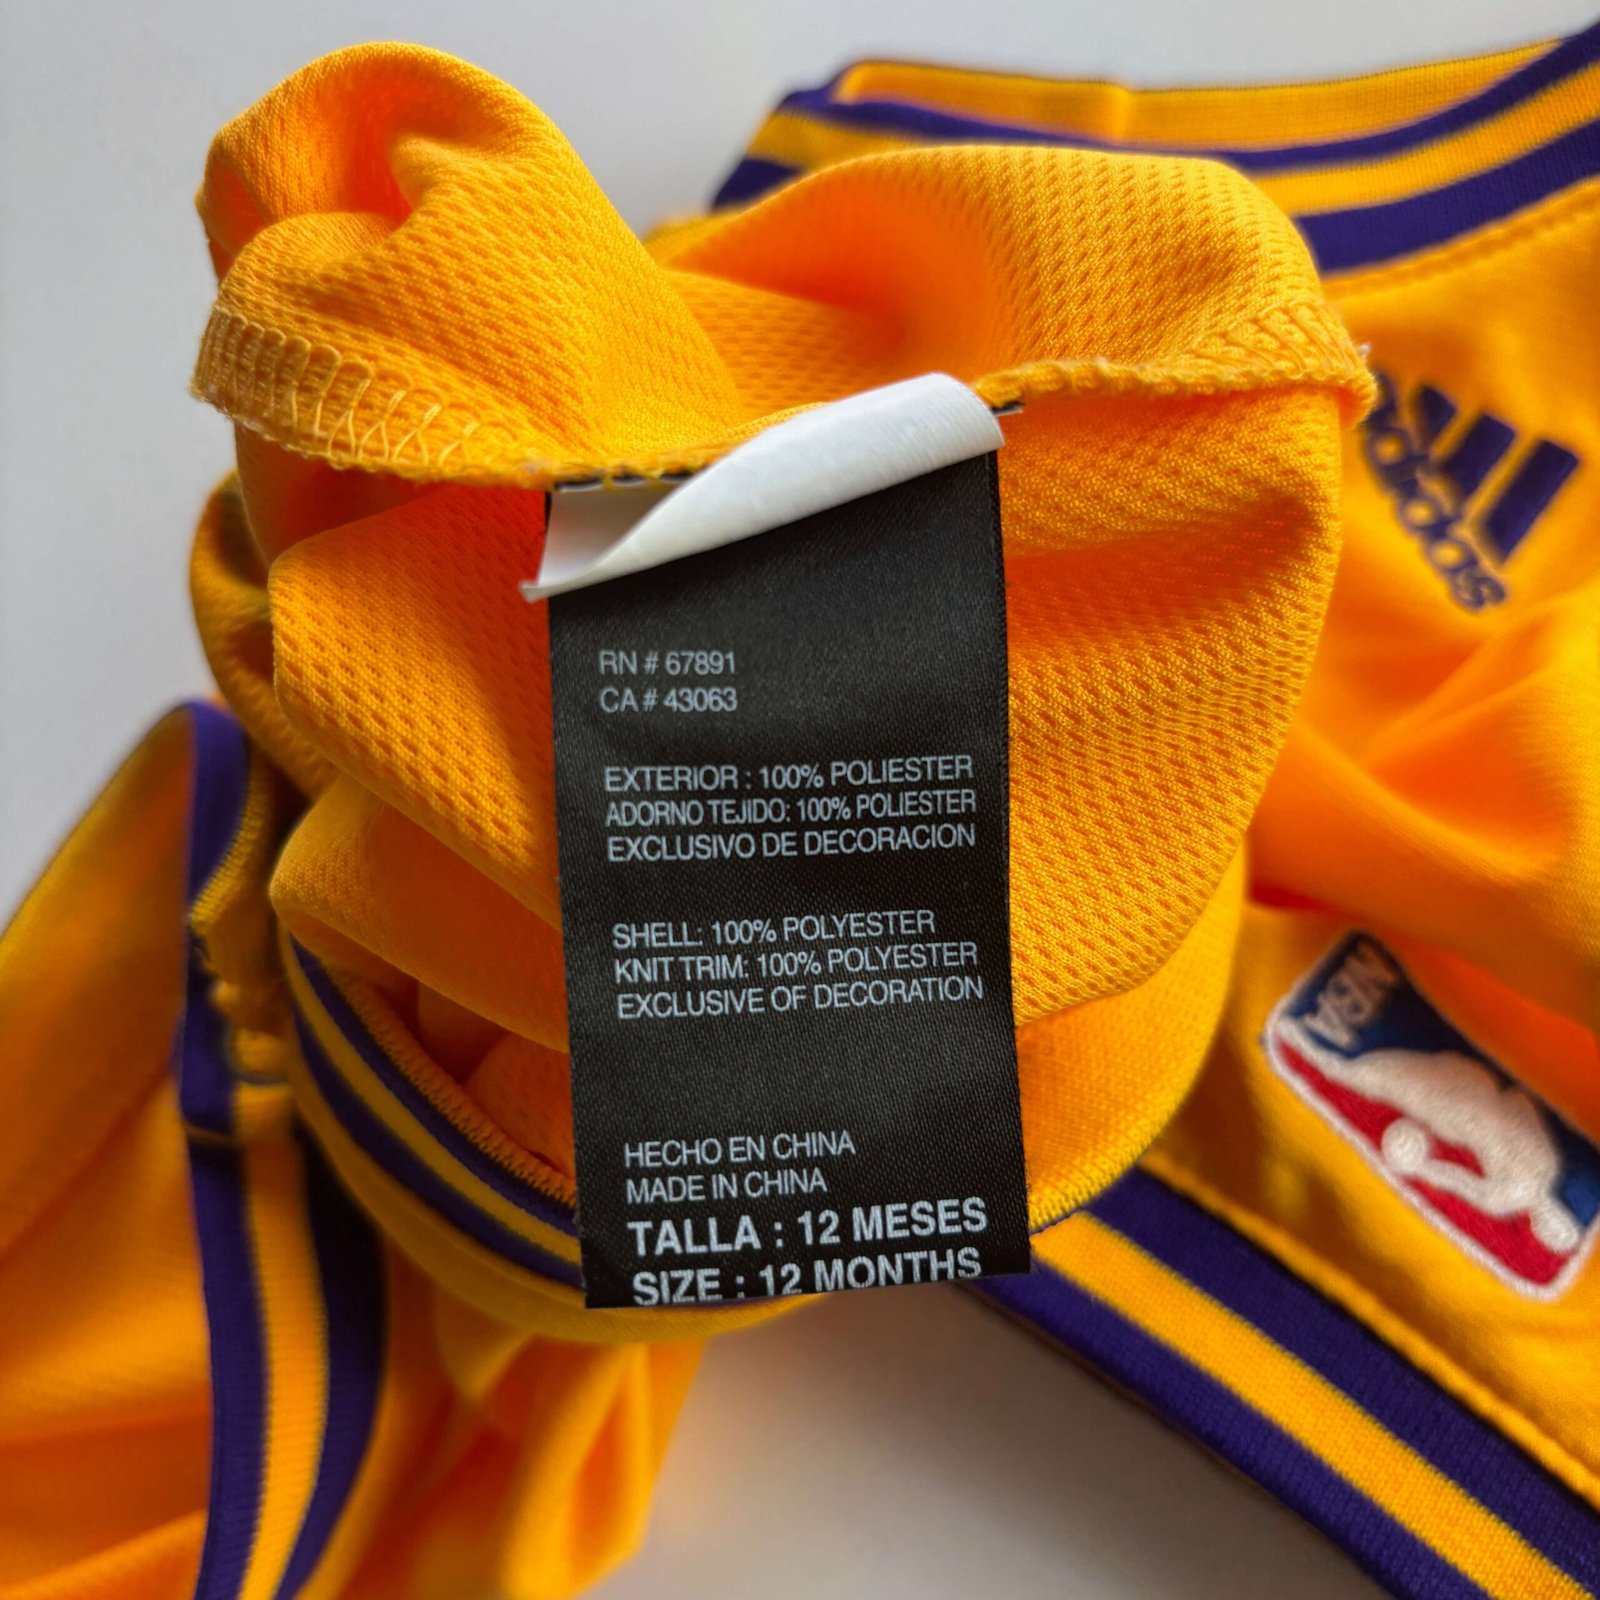 RN # 67891
CA # 43063
EXTERIOR : 100% POLIESTER
ADORNO TEJIDO: 100% POLIESTER
EXCLUSIVO DE DECORACION
SHELL: 100% POLYESTER
KNIT TRIM: 100% POLYESTER
EXCLUSIVE OF DECORATION
HECHO EN CHINA
MADE IN CHINA
TALLA : 12 MESES
SIZE : 12 MONTHS
adidas
NBA